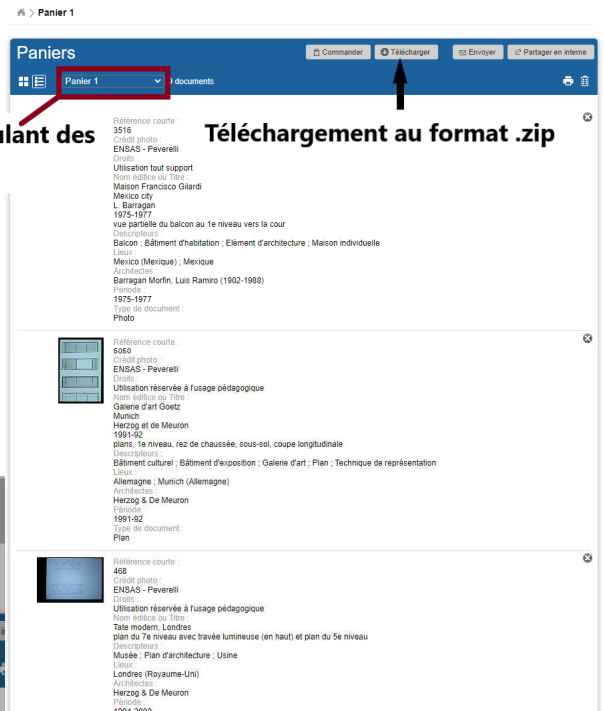 > Panier 1
Paniers
Commander
Télécharger
Envoyer
Partager en interne
Panier 1
documents
ulant des
Téléchargement au format .zip
Référence courte :
3516
Crédit photo :
ENSAS - Peverelli
Droits :
Utilisation tout support
Nom édifice ou Titre :
Maison Francisco Gilardi
Mexico city
L. Barragan
1975-1977
vue partielle du balcon au 1e niveau vers la cour
Descripteurs :
Balcon ; Bâtiment d'habitation ; Elément d'architecture ; Maison individuelle
Lieux :
Mexico (Mexique) ; Mexique
Architectes :
Barragan Morfin, Luis Ramiro (1902-1988)
Période :
1975-1977
Type de document :
Photo
Référence courte :
5050
Crédit photo :
ENSAS - Peverelli
Droits :
Utilisation réservée à l'usage pédagogique
Nom édifice ou Titre :
Galerie d'art Goetz
Munich
Herzog et de Meuron
1991-92
plans, 1e niveau, rez de chaussée, sous-sol, coupe longitudinale
Descripteurs :
Bâtiment culturel ; Bâtiment d'exposition ; Galerie d'art ; Plan ; Technique de représentation
Lieux :
Allemagne ; Munich (Allemagne)
Architectes :
Herzog & De Meuron
Période :
1991-92
Type de document :
Plan
Référence courte :
468
Crédit photo :
ENSAS - Peverelli
Droits :
Utilisation réservée à l'usage pédagogique
Nom édifice ou Titre :
Tate modern, Londres
plan du 7e niveau avec travée lumineuse (en haut) et plan du 5e niveau
Descripteurs :
Musée ; Plan d'architecture ; Usine
Lieux :
Londres (Royaume-Uni)
Architectes :
Herzog & De Meuron
Période :
1994-2000